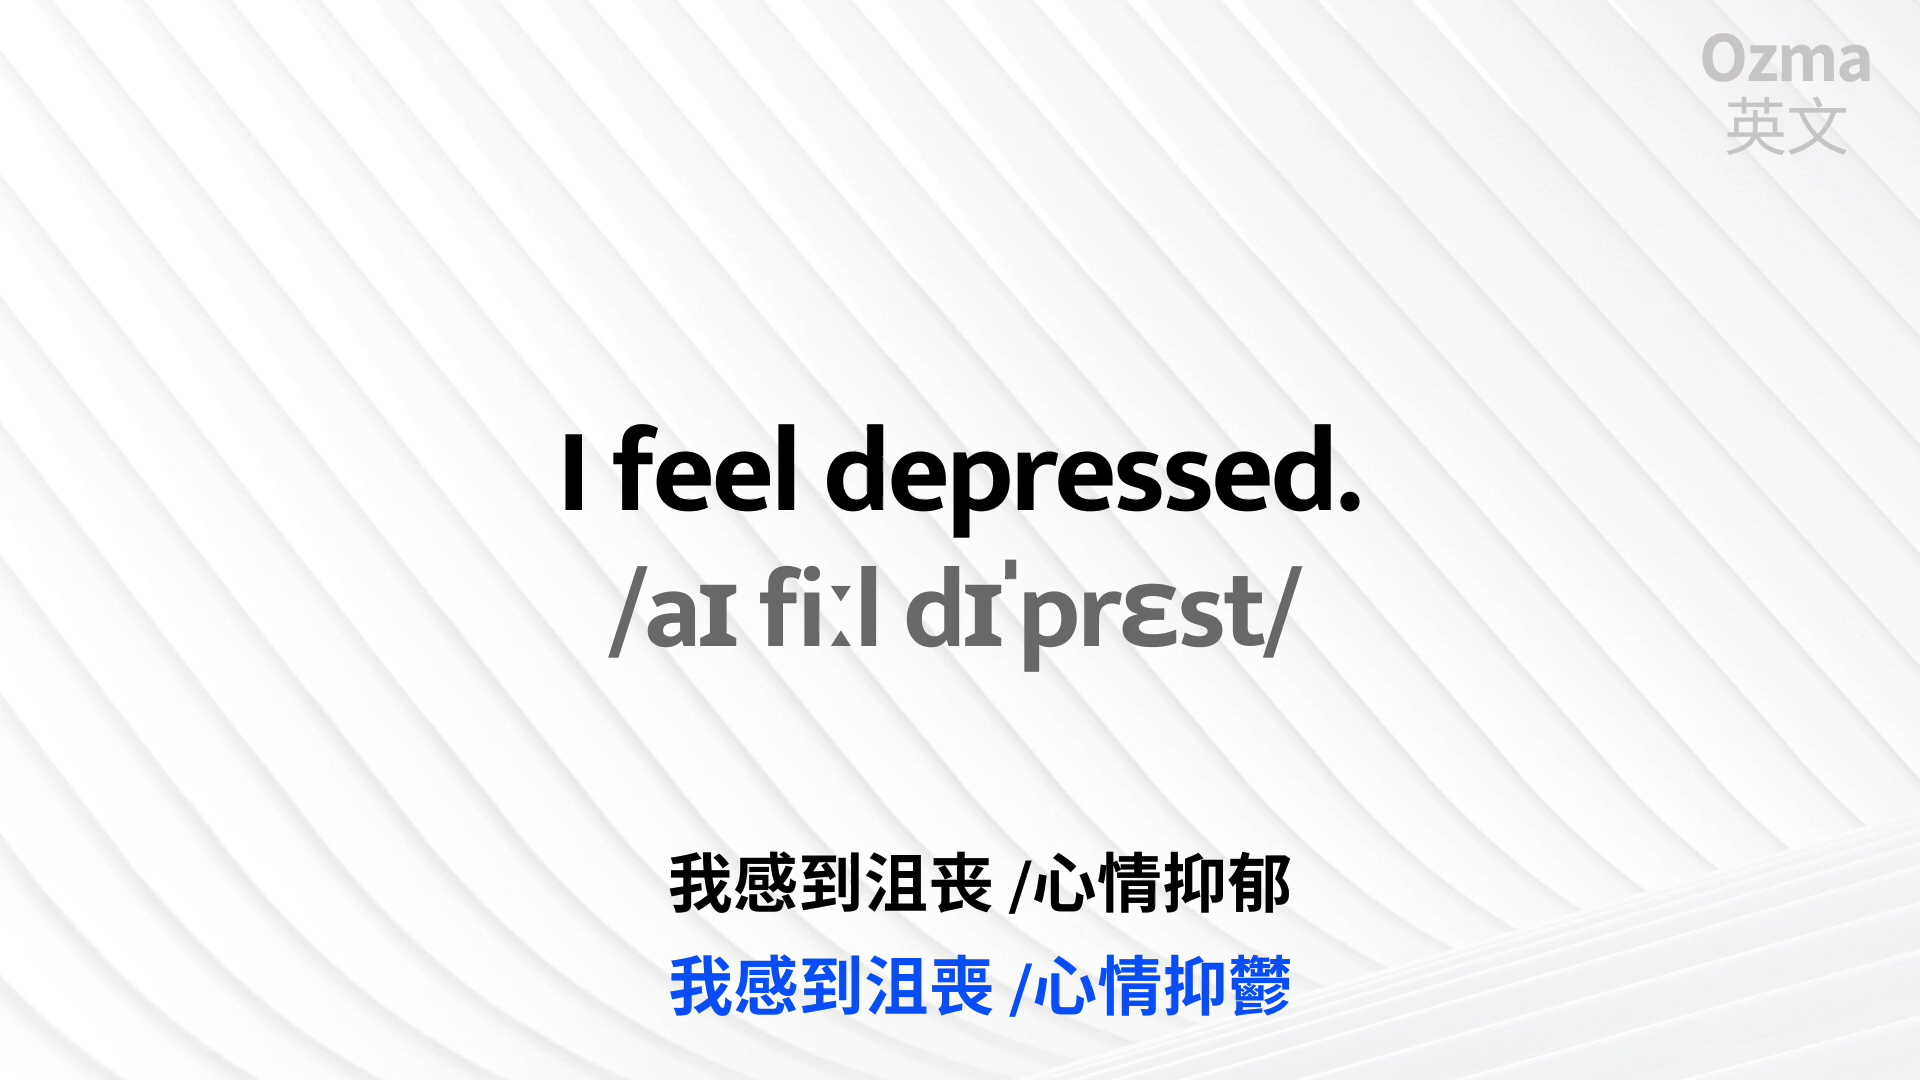 Ozma
英文
I feel depressed.
/aɪ fiːl dɪˈprɛst/
我感到沮丧 /心情抑郁
我感到沮喪 /心情抑鬱